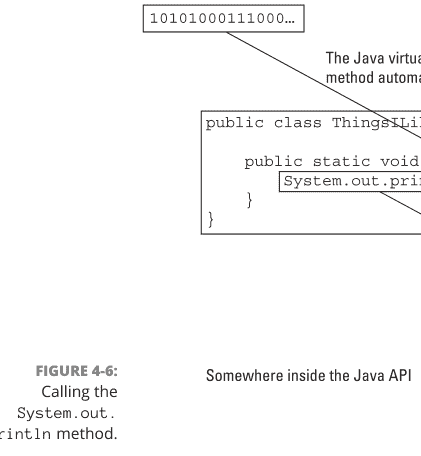 10101000111000…
The Java virtua
method automa
public class ThingsILi
public static void
System.out.pri
}
}
FIGURE 4-6:
Calling the
System.out.
rintln method.
Somewhere inside the Java API